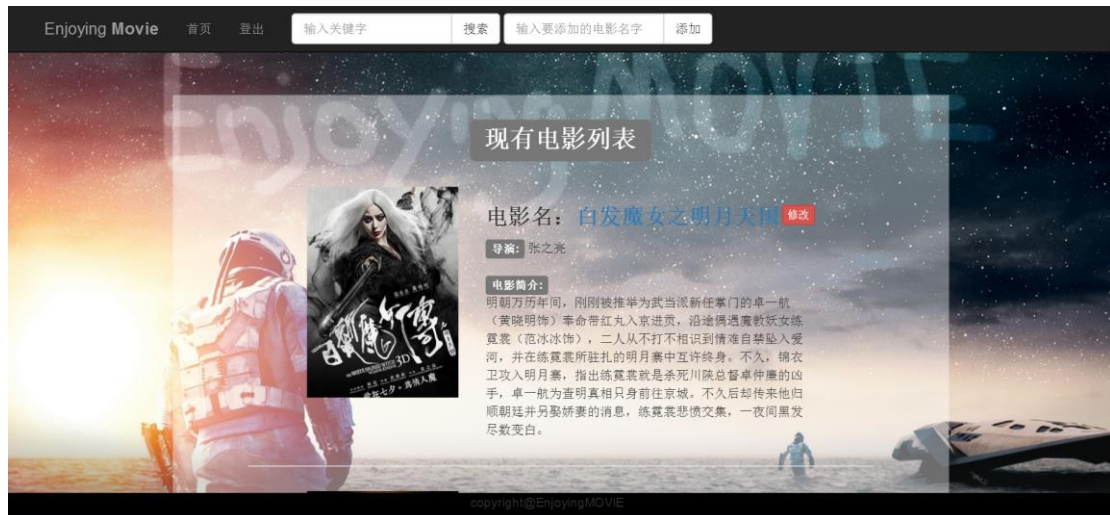 Enjoying Movie 首页 登出 输入关键字 搜索 输入要添加的电影名字 添加
Enjoying MOVIE
现有电影列表
电影名：白发魔女之明月天国 修改
导演: 张之亮
电影简介:
明朝万历年间，刚刚被推举为武当派新任掌门的卓一航
（黄晓明饰）奉命带红丸入京进贡，沿途偶遇魔教妖女练
霓裳（范冰冰饰），二人从不打不相识到情难自禁坠入爱
河，并在练霓裳所驻扎的明月寨中互许终身。不久，锦衣
卫攻入明月寨，指出练霓裳就是杀死川陕总督卓仲廉的凶
手，卓一航为查明真相只身前往京城。不久后却传来他归
顺朝廷并另娶娇妻的消息，练霓裳悲愤交集，一夜间黑发
尽数变白。
3D
copyright@EnjoyingMOVIE